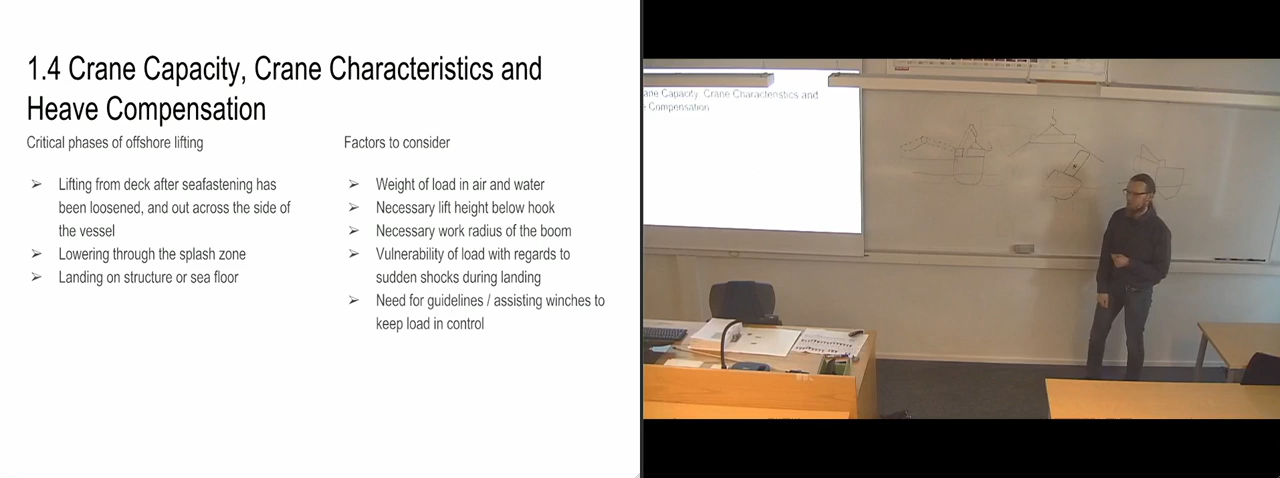 1.4 Crane Capacity, Crane Characteristics and
Heave Compensation
Critical phases of offshore lifting
➢ Lifting from deck after seafastening has
been loosened, and out across the side of
the vessel
➢ Lowering through the splash zone
➢ Landing on structure or sea floor
Factors to consider
➢ Weight of load in air and water
➢ Necessary lift height below hook
➢ Necessary work radius of the boom
➢ Vulnerability of load with regards to
sudden shocks during landing
➢ Need for guidelines / assisting winches to
keep load in control
Capacity, Crane Characteristics and
Compensation